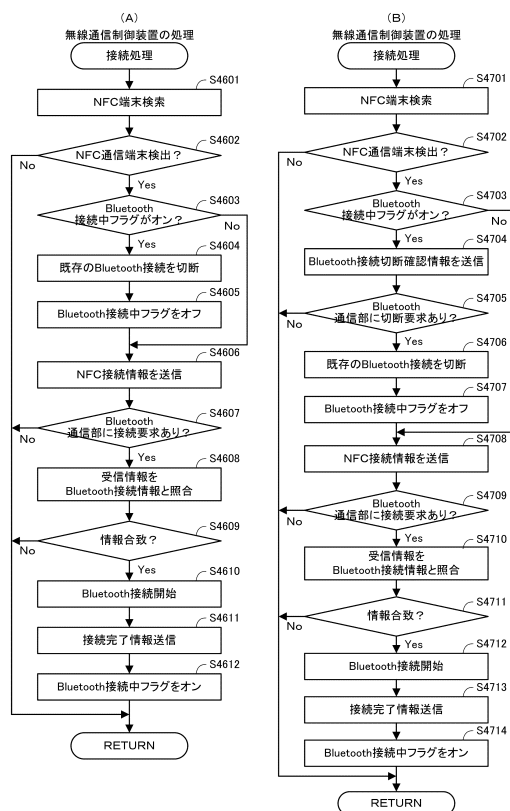 (A)
無線通信制御装置の処理
接続処理
S4601
NFC端末検索
S4602
NFC通信端末検出？
No
Yes
S4603
Bluetooth
接続中フラグがオン？
Yes
No
S4604
既存のBluetooth接続を切断
S4605
Bluetooth接続中フラグをオフ
S4606
NFC接続情報を送信
S4607
Bluetooth
通信部に接続要求あり？
No
Yes
S4608
受信情報を
Bluetooth接続情報と照合
S4609
情報合致？
No
Yes
S4610
Bluetooth接続開始
S4611
接続完了情報送信
S4612
Bluetooth接続中フラグをオン
RETURN
(B)
無線通信制御装置の処理
接続処理
S4701
NFC端末検索
S4702
NFC通信端末検出？
No
Yes
S4703
Bluetooth
接続中フラグがオン？
Yes
No
S4704
Bluetooth接続切断確認情報を送信
S4705
Bluetooth
通信部に切断要求あり？
No
Yes
S4706
既存のBluetooth接続を切断
S4707
Bluetooth接続中フラグをオフ
S4708
NFC接続情報を送信
S4709
Bluetooth
通信部に接続要求あり？
No
Yes
S4710
受信情報を
Bluetooth接続情報と照合
S4711
情報合致？
No
Yes
S4712
Bluetooth接続開始
S4713
接続完了情報送信
S4714
Bluetooth接続中フラグをオン
RETURN